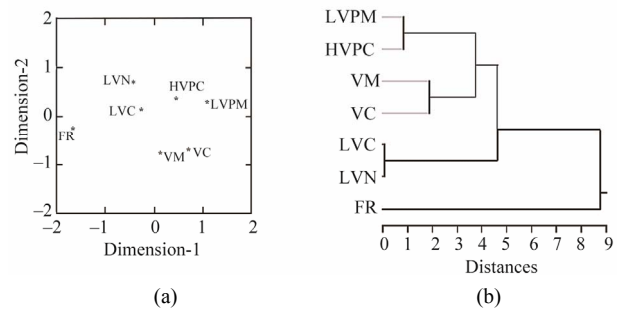 2
1
0
−1
−2
Dimension-2
LVN*
HVPC
*
LVC *
*LVPM
FR*
*VM *VC
−2 −1 0 1 2
Dimension-1
(a)
LVPM
HVPC
VM
VC
LVC
LVN
FR
0 1 2 3 4 5 6 7 8 9
Distances
(b)